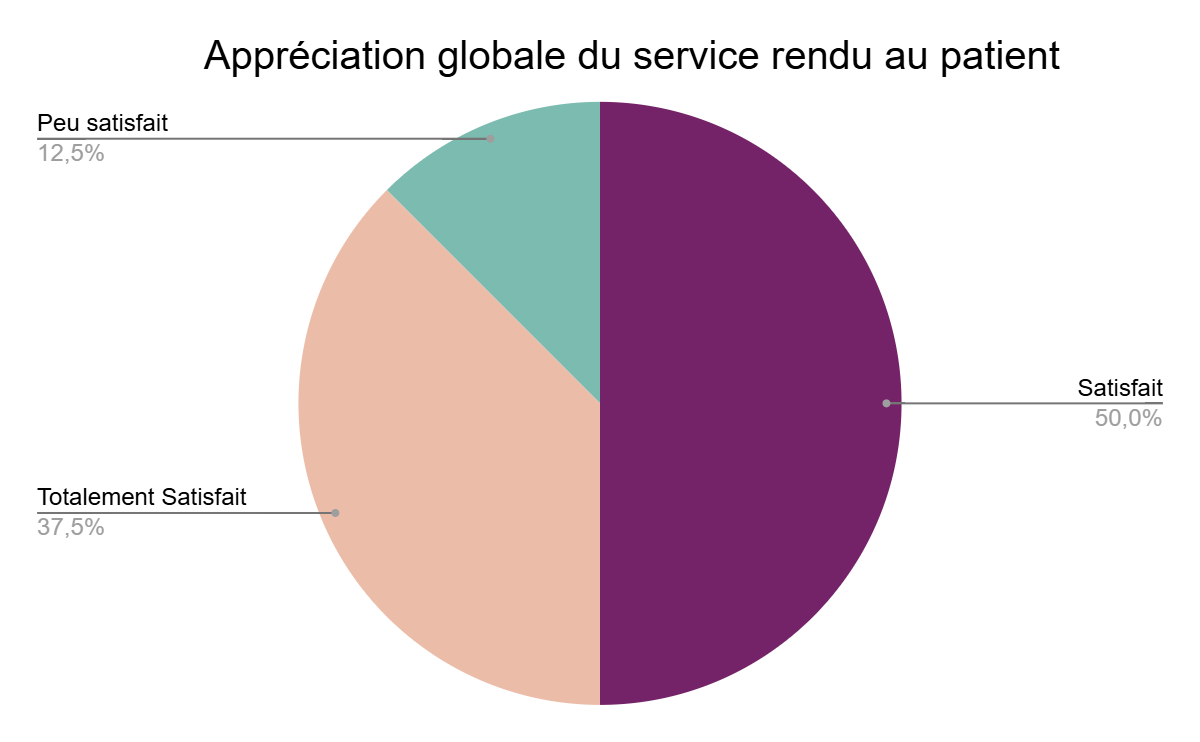 Appréciation globale du service rendu au patient
Peu satisfait
12,5%
Satisfait
50,0%
Totalement Satisfait
37,5%